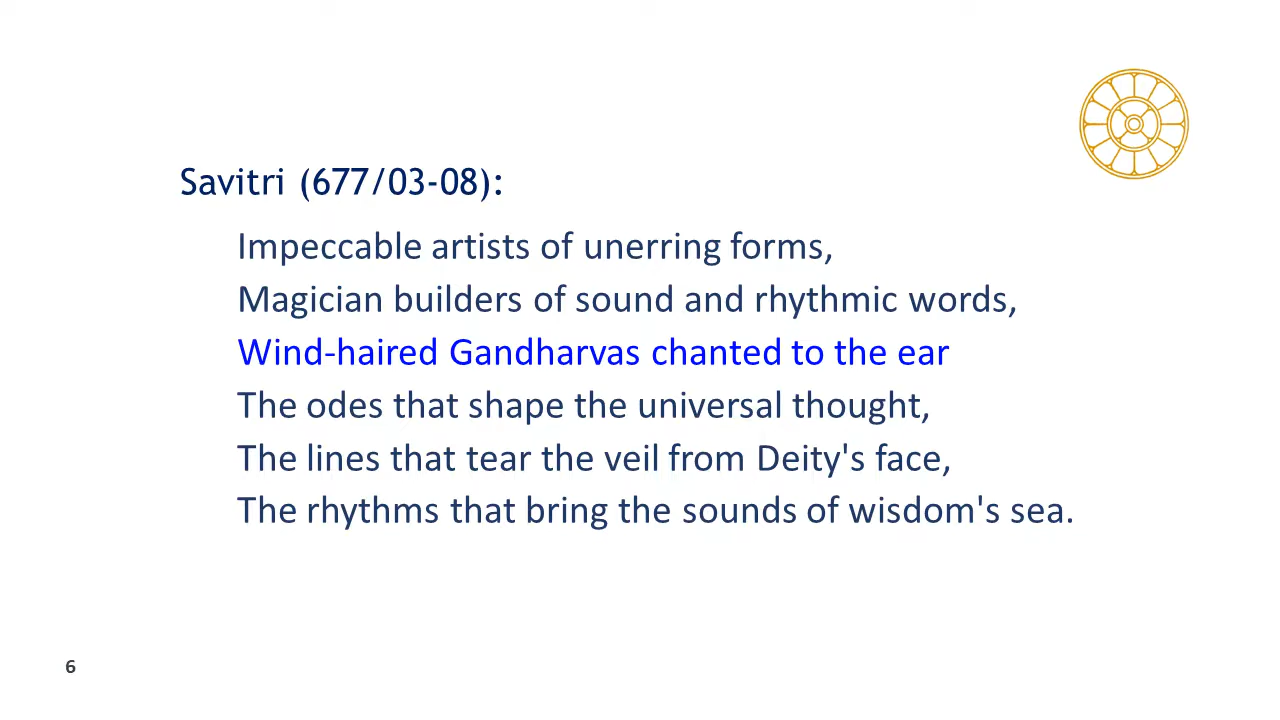 Savitri (677/03-08):
Impeccable artists of unerring forms,
Magician builders of sound and rhythmic words,
Wind-haired Gandharvas chanted to the ear
The odes that shape the universal thought,
The lines that tear the veil from Deity's face,
The rhythms that bring the sounds of wisdom's sea.
6